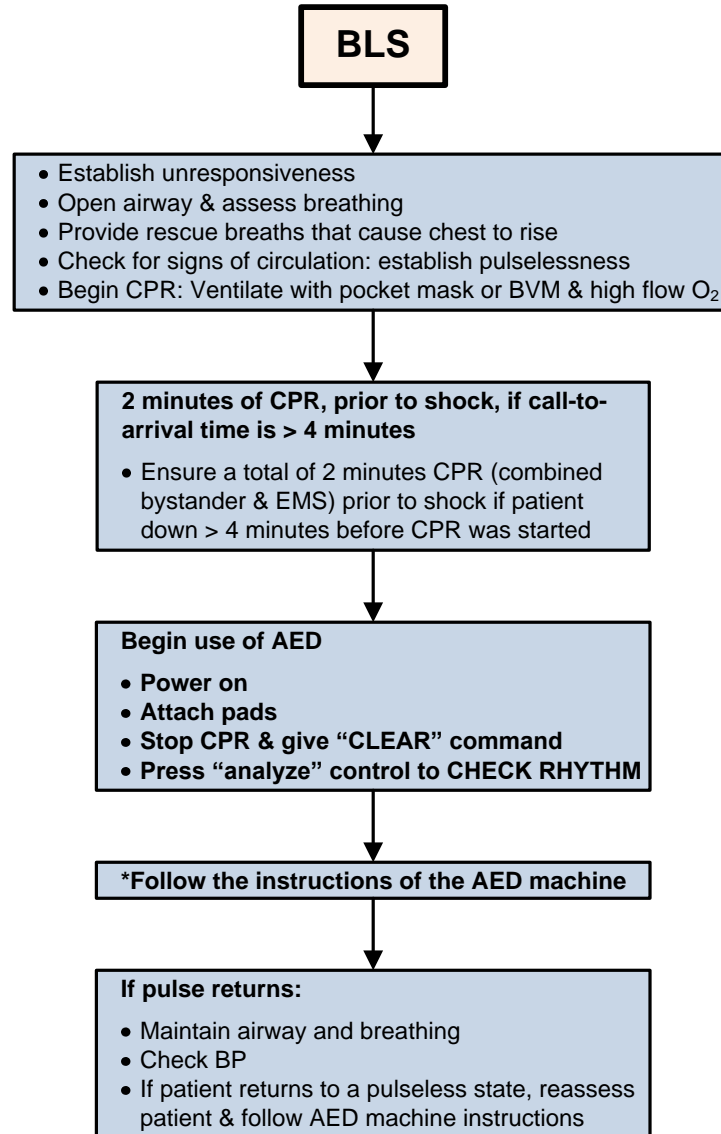 BLS
• Establish unresponsiveness
• Open airway & assess breathing
• Provide rescue breaths that cause chest to rise
• Check for signs of circulation: establish pulselessness
• Begin CPR: Ventilate with pocket mask or BVM & high flow O₂
2 minutes of CPR, prior to shock, if call-to-
arrival time is > 4 minutes
• Ensure a total of 2 minutes CPR (combined
bystander & EMS) prior to shock if patient
down > 4 minutes before CPR was started
Begin use of AED
• Power on
• Attach pads
• Stop CPR & give “CLEAR” command
• Press “analyze” control to CHECK RHYTHM
*Follow the instructions of the AED machine
If pulse returns:
• Maintain airway and breathing
• Check BP
• If patient returns to a pulseless state, reassess
patient & follow AED machine instructions